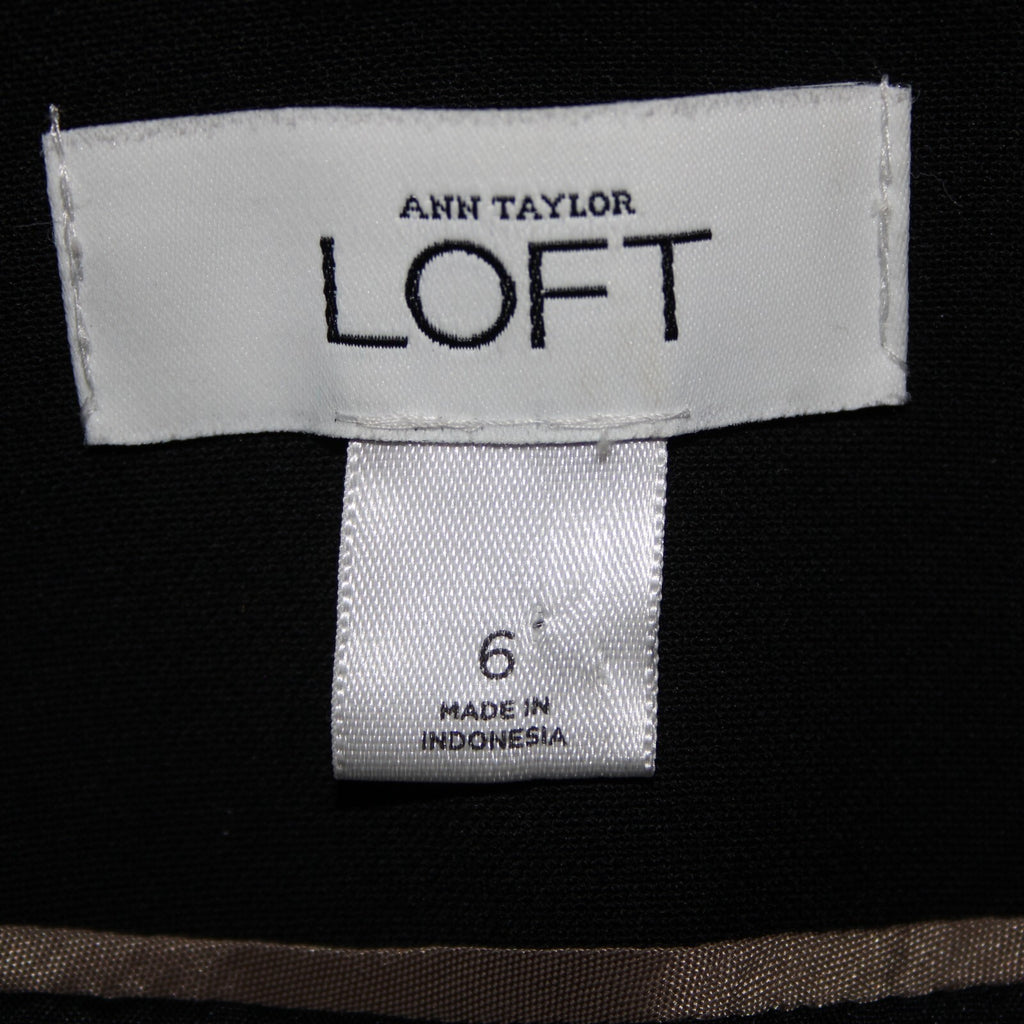 ANN TAYLOR
LOFT
6
MADE IN
INDONESIA